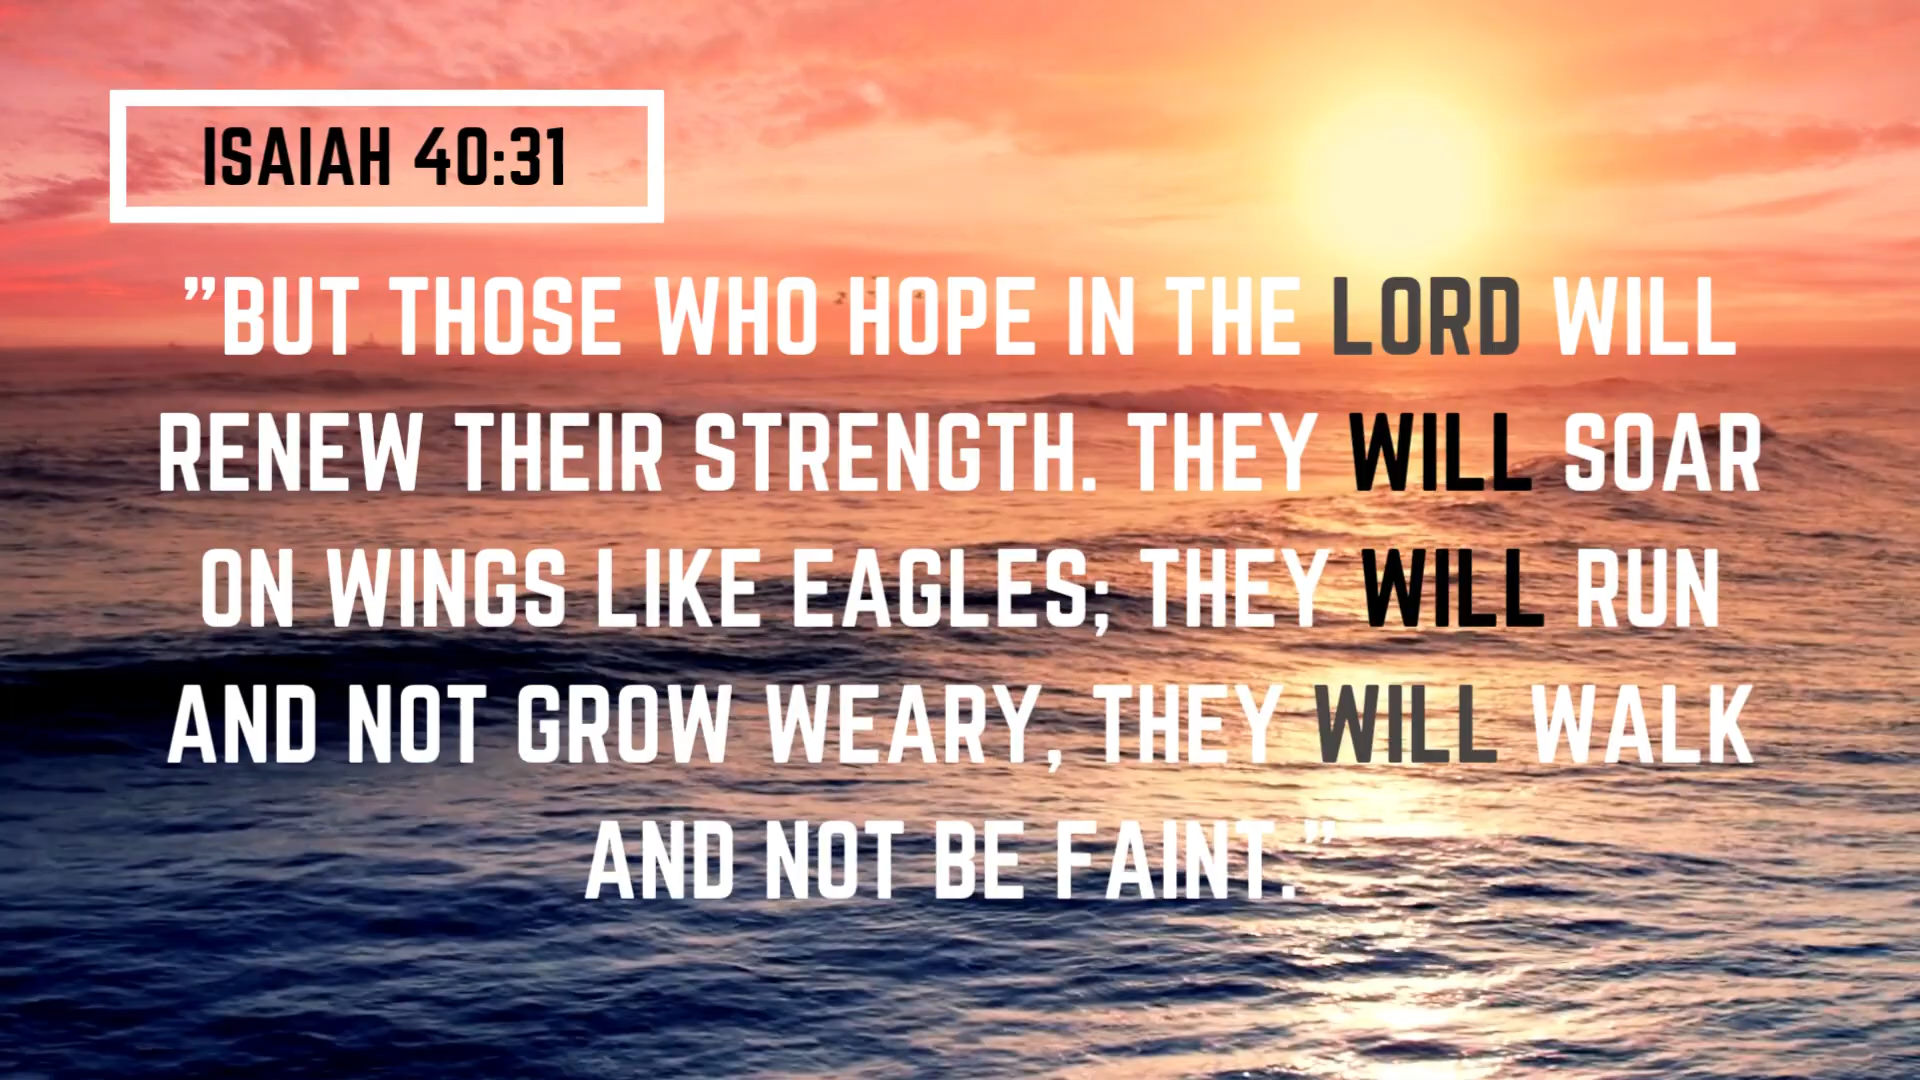 ISAIAH 40:31
"BUT THOSE WHO HOPE IN THE LORD WILL
RENEW THEIR STRENGTH. THEY WILL SOAR
ON WINGS LIKE EAGLES; THEY WILL RUN
AND NOT GROW WEARY, THEY WILL WALK
AND NOT BE FAINT."